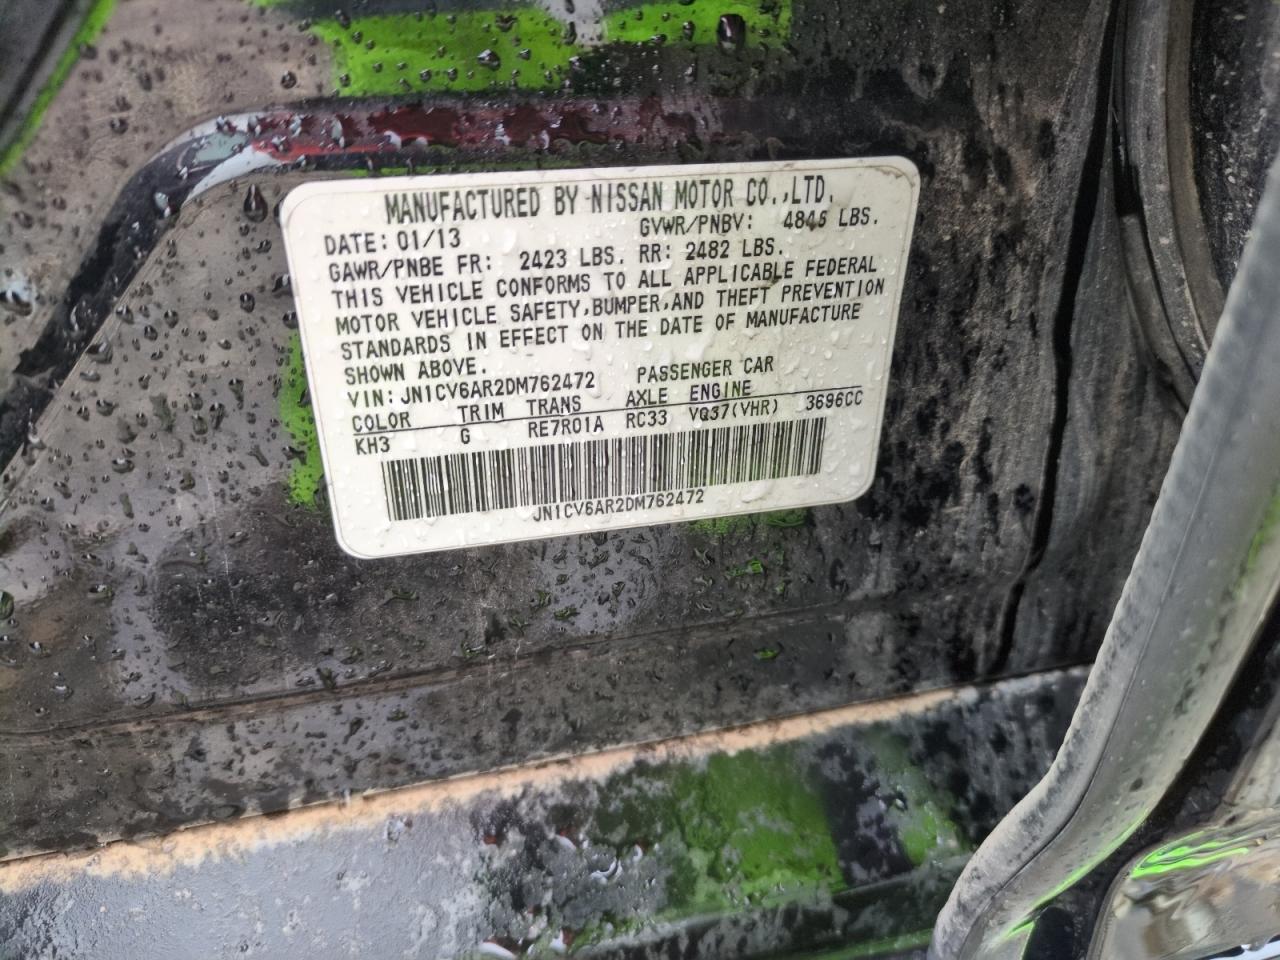 MANUFACTURED BY NISSAN MOTOR CO.,LTD.
DATE: 01/13 GVWR/PNBV: 4846 LBS.
GAWR/PNBE FR: 2423 LBS. RR: 2482 LBS.
THIS VEHICLE CONFORMS TO ALL APPLICABLE FEDERAL
MOTOR VEHICLE SAFETY,BUMPER,AND THEFT PREVENTION
STANDARDS IN EFFECT ON THE DATE OF MANUFACTURE
SHOWN ABOVE.
VIN: JN1CV6AR2DM762472 PASSENGER CAR
COLOR TRIM TRANS AXLE ENGINE
KH3 G RE7R01A RC33 VQ37(VHR) 3696CC
JN1CV6AR2DM762472